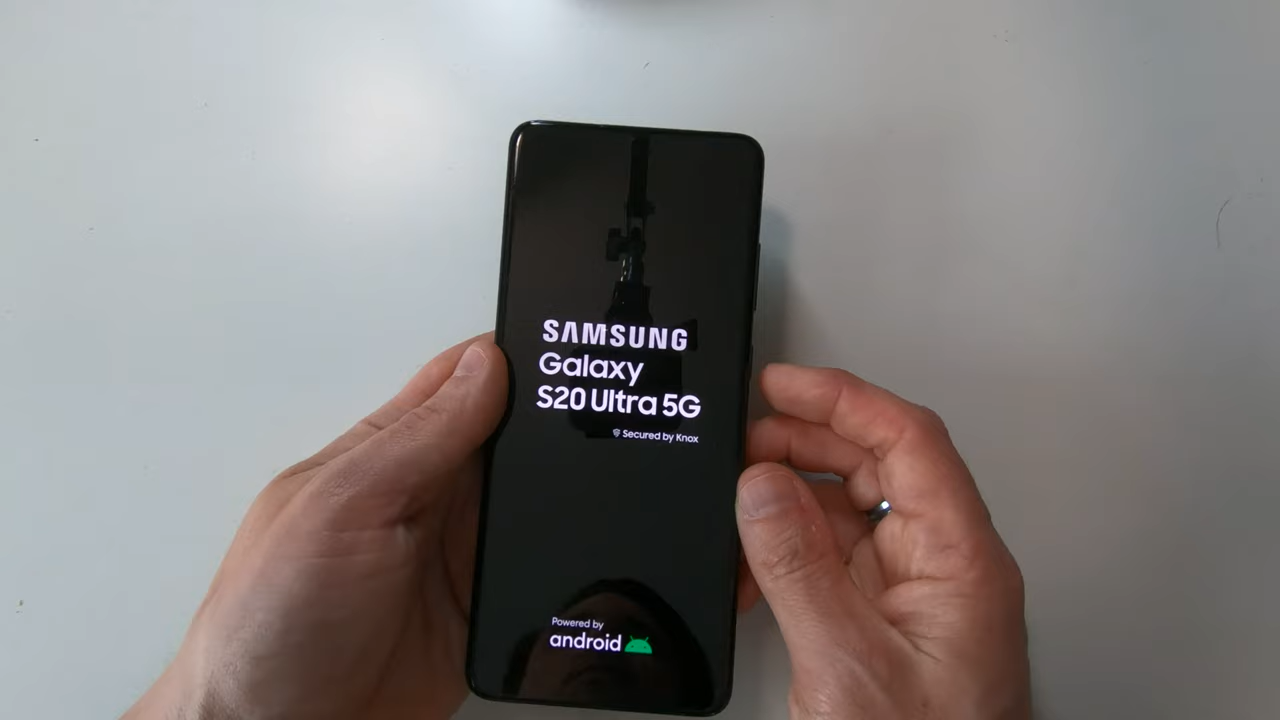 SAMSUNG
Galaxy
S20 Ultra 5G
Secured by Knox
Powered by
android